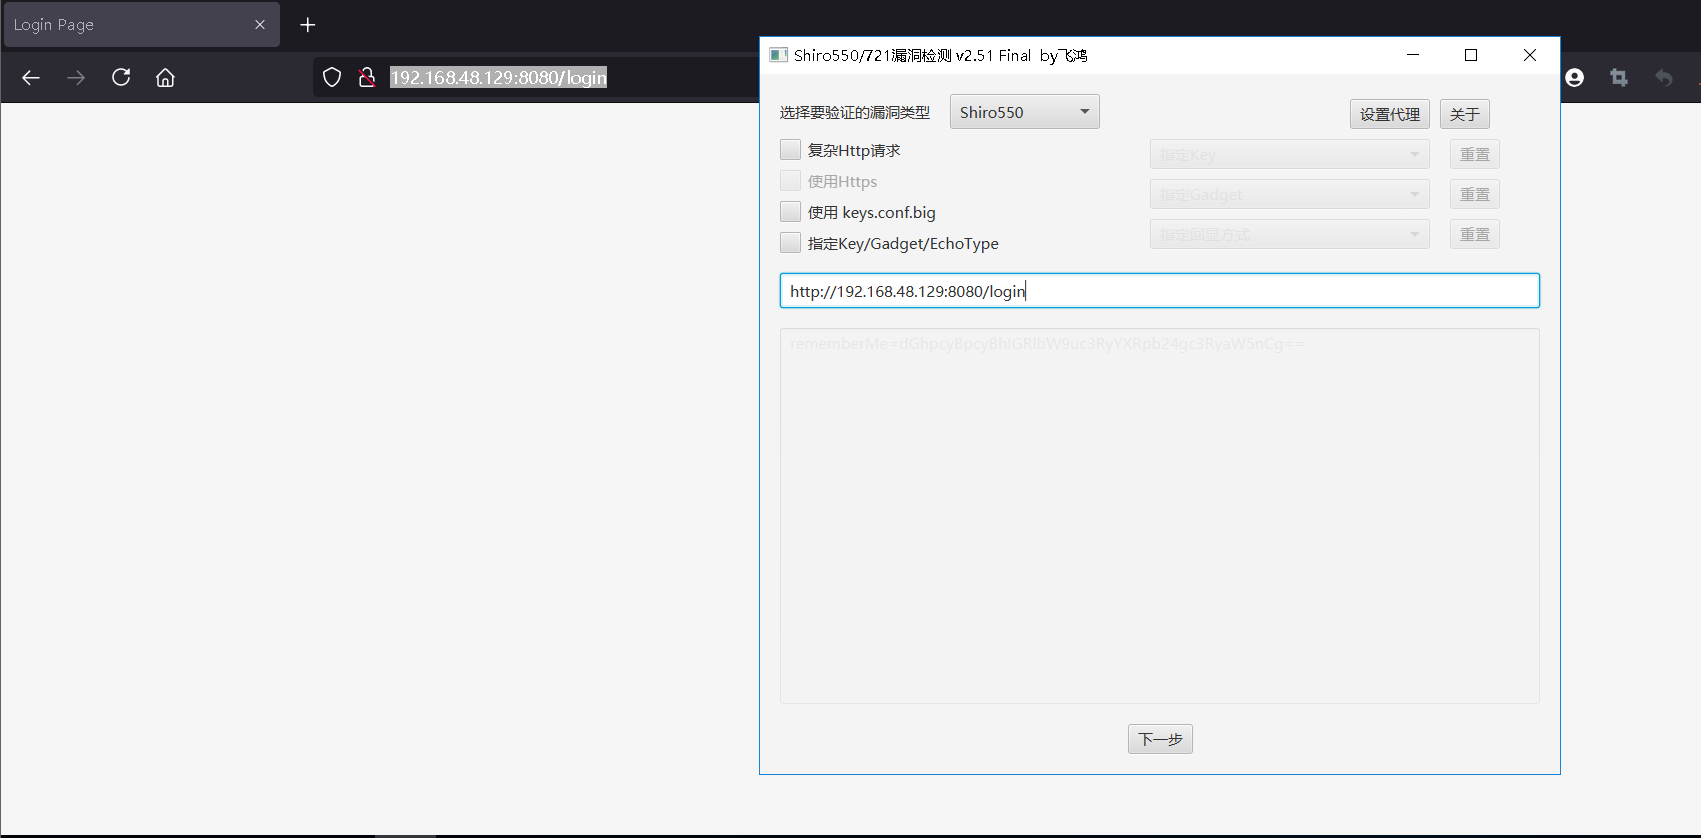 Login Page
192.168.48.129:8080/login
Shiro550/721漏洞检测 v2.51 Final by飞鸿
选择要验证的漏洞类型 Shiro550 设置代理 关于
复杂Http请求 指定Key 重置
使用Https 指定Gadget 重置
使用 keys.conf.big 指定回显方式 重置
指定Key/Gadget/EchoType
http://192.168.48.129:8080/login
rememberMe=dGhpcyBpcyBhIGRlbW9uc3RyYXRpb24gc3RyaW5nCg==
下一步